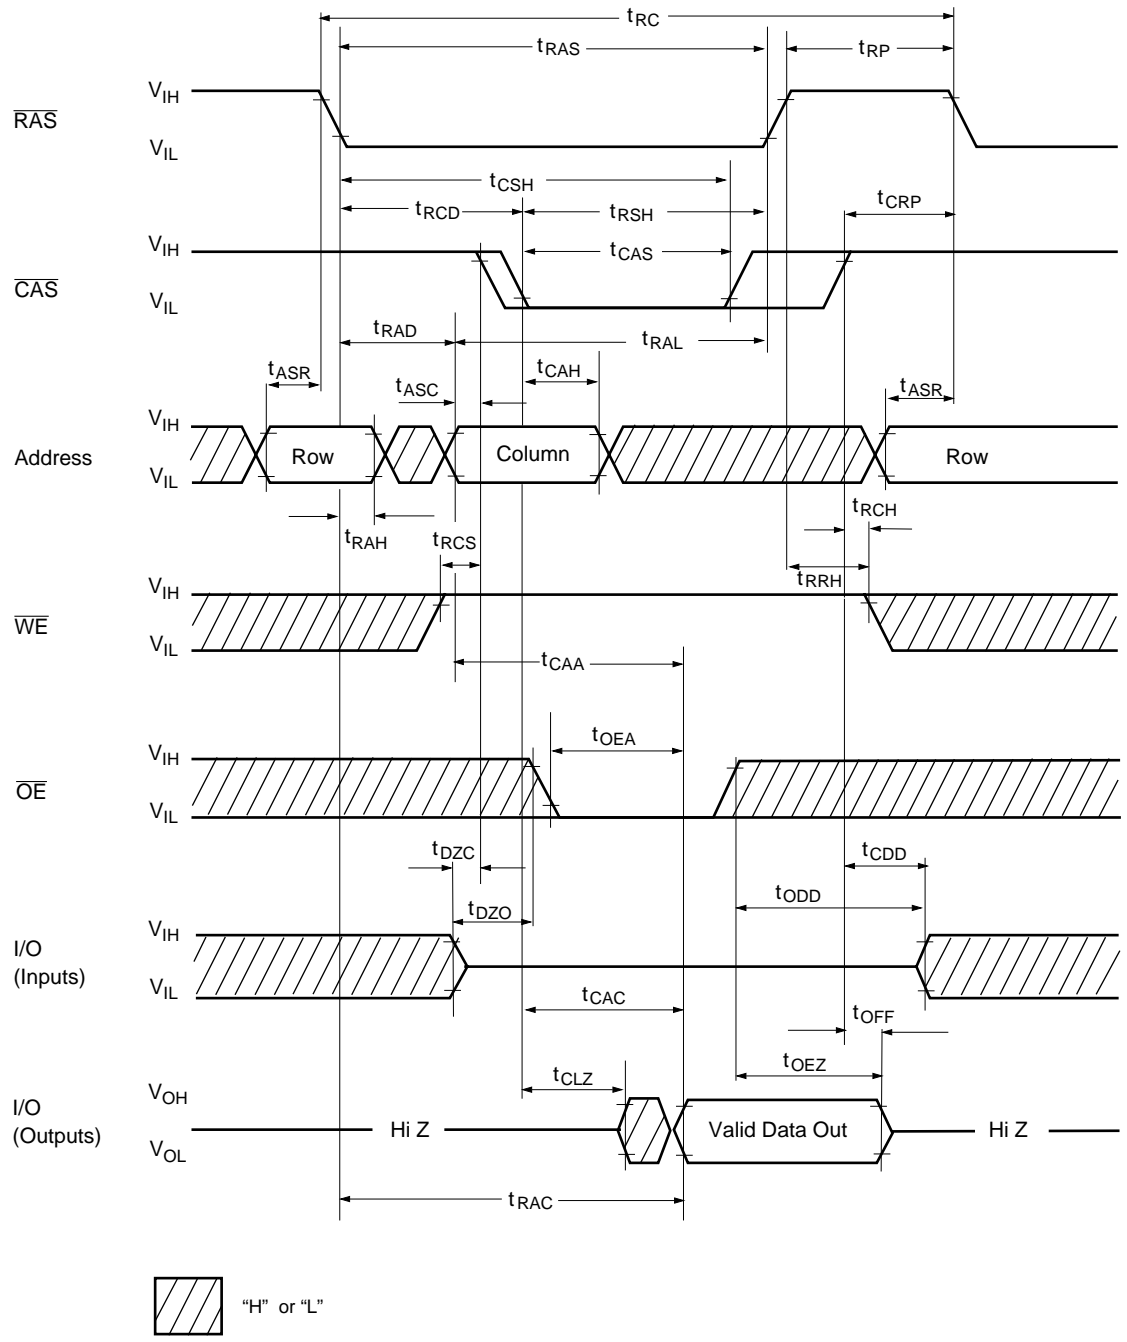 tRC
tRAS
tRP
VIH
RAS
VIL
tCSH
tRCD
tRSH
tCRP
VIH
tCAS
CAS
VIL
tRAD
tRAL
tASR
tASC
tCAH
tASR
VIH
Address
Row
Column
Row
VIL
tRCH
tRAH
tRCS
tRRH
VIH
WE
VIL
tCAA
tOEA
VIH
OE
VIL
tDZC
tCDD
tODD
tDZO
VIH
I/O
(Inputs)
VIL
tCAC
tOFF
tOEZ
tCLZ
VOH
I/O
(Outputs)
Hi Z
Valid Data Out
Hi Z
VOL
tRAC
“H” or “L”